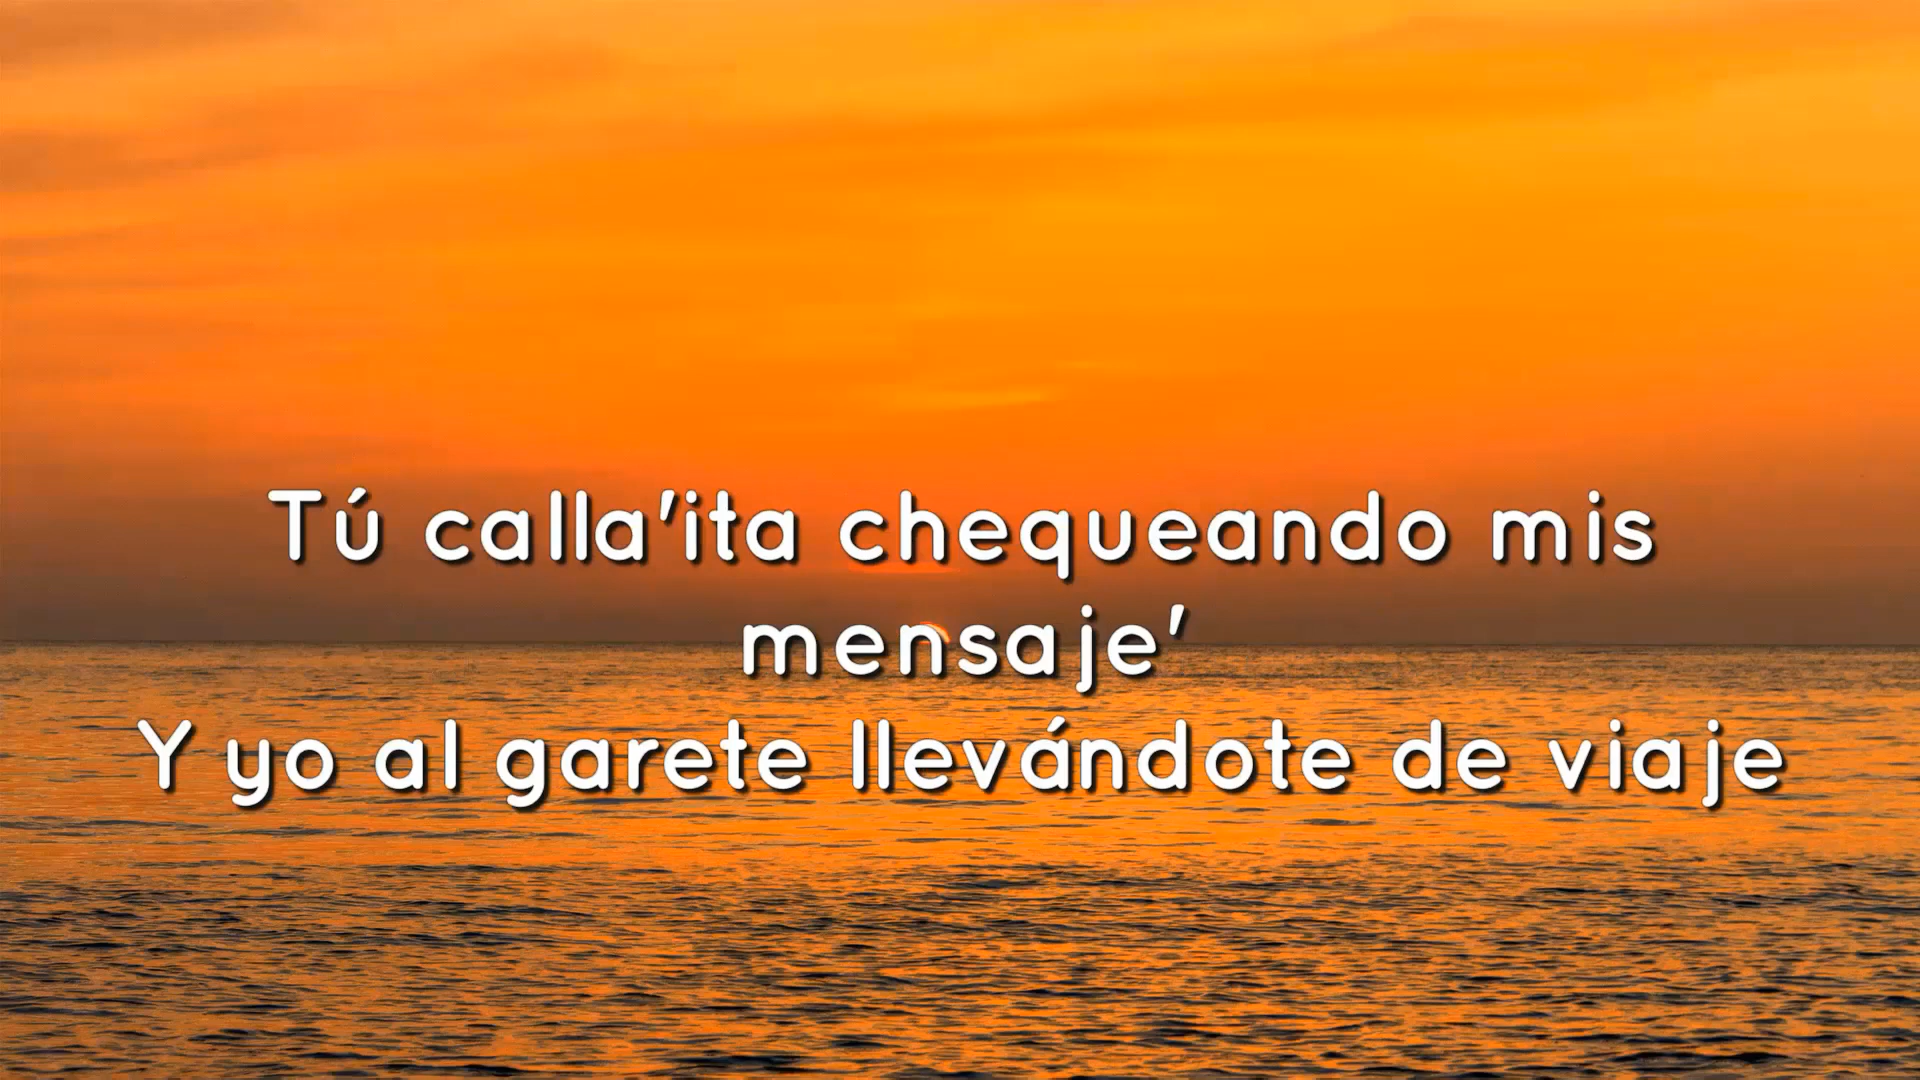 Tú calla'ita chequeando mis
mensaje'
Y yo al garete llevándote de viaje